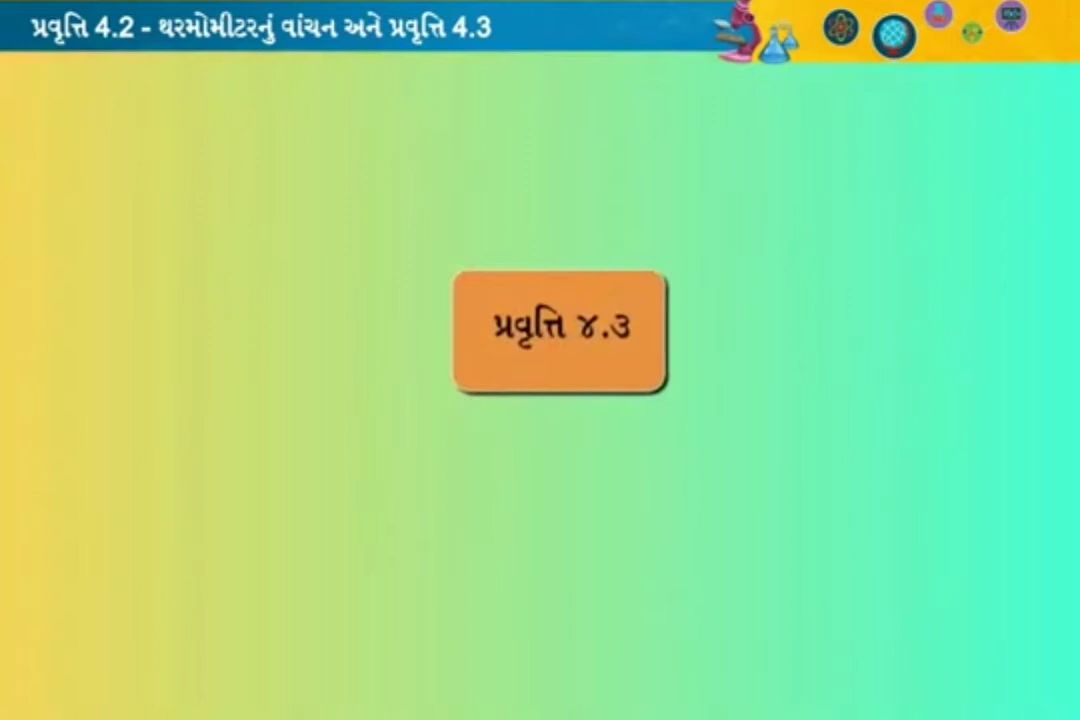 પ્રવૃત્તિ 4.2 - થરમોમીટરનું વાંચન અને પ્રવૃત્તિ 4.3
પ્રવૃત્તિ ૪.૩